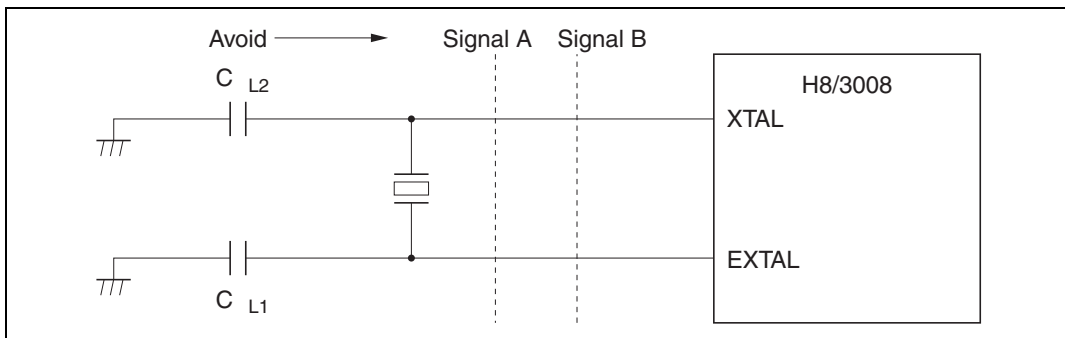 Avoid
Signal A
Signal B
C L2
H8/3008
XTAL
EXTAL
C L1